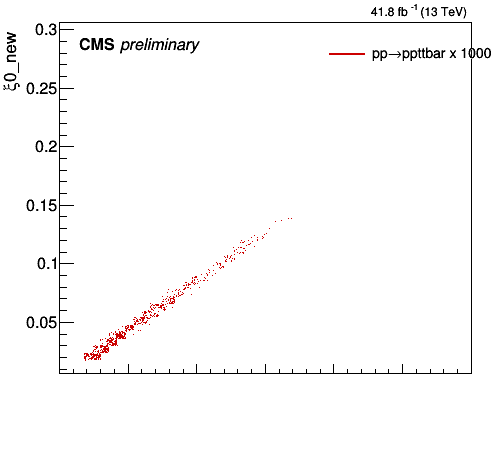 41.8 fb⁻¹ (13 TeV)
CMS preliminary
pp→ppttbar x 1000
ξ0_new
0.3
0.25
0.2
0.15
0.1
0.05